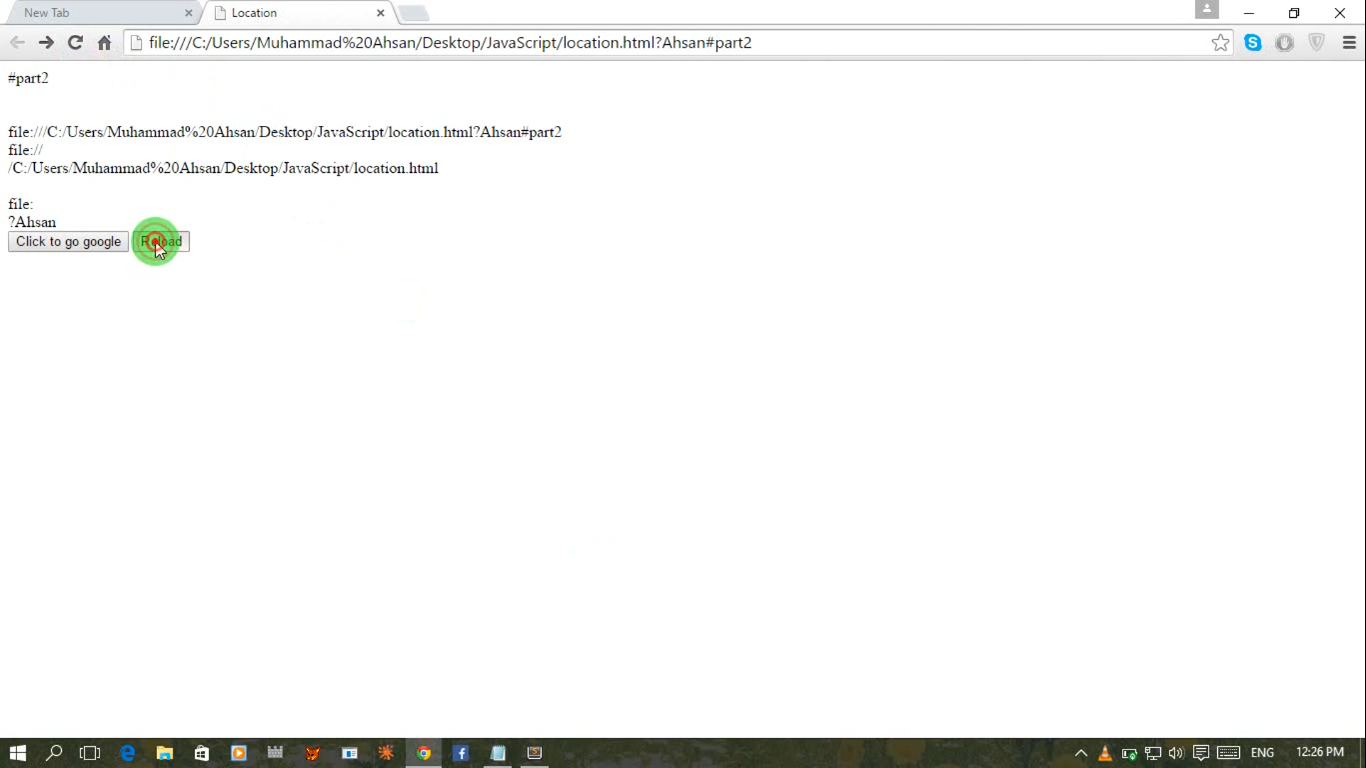 New Tab
Location
file:///C:/Users/Muhammad%20Ahsan/Desktop/JavaScript/location.html?Ahsan#part2
#part2
file:///C:/Users/Muhammad%20Ahsan/Desktop/JavaScript/location.html?Ahsan#part2
file://
/C:/Users/Muhammad%20Ahsan/Desktop/JavaScript/location.html
file:
?Ahsan
Click to go google Reload
ENG 12:26 PM